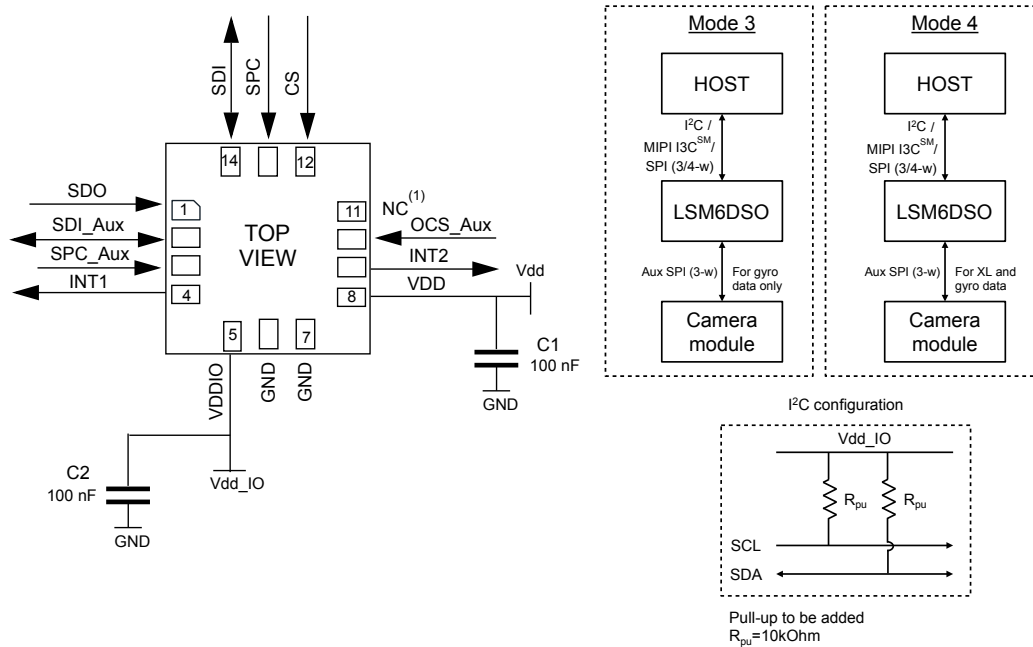 SDI
SPC
CS
14
12
SDO
1
SDI_Aux
SPC_Aux
INT1
4
TOP
VIEW
11
NC(1)
OCS_Aux
INT2
VDD
8
Vdd
C1
100 nF
GND
5
7
VDDIO
GND
GND
C2
100 nF
GND
Vdd_IO
Mode 3
HOST
I²C /
MIPI I3C^SM/
SPI (3/4-w)
LSM6DSO
Aux SPI (3-w)
For gyro
data only
Camera
module
Mode 4
HOST
I²C /
MIPI I3C^SM/
SPI (3/4-w)
LSM6DSO
Aux SPI (3-w)
For XL and
gyro data
Camera
module
I²C configuration
Vdd_IO
Rpu
Rpu
SCL
SDA
Pull-up to be added
Rpu=10kOhm